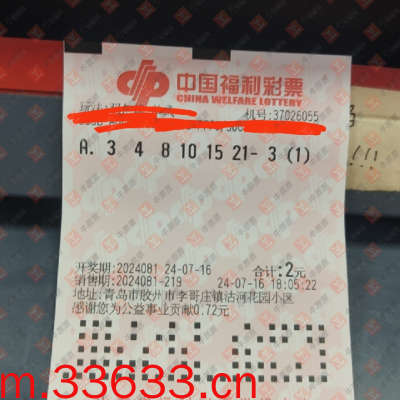 中国福利彩票
CHINA WELFARE LOTTERY
机号:37026055
A. 3 4 8 10 15 21- 3 (1)
!!!
开奖期:2024081 24-07-16 合计:2元
销售期:2024081-219 24-07-16 18:05:22
地址:青岛市胶州市李哥庄镇沽河花园小区
感谢您为公益事业贡献0.72元
m.33633.cn